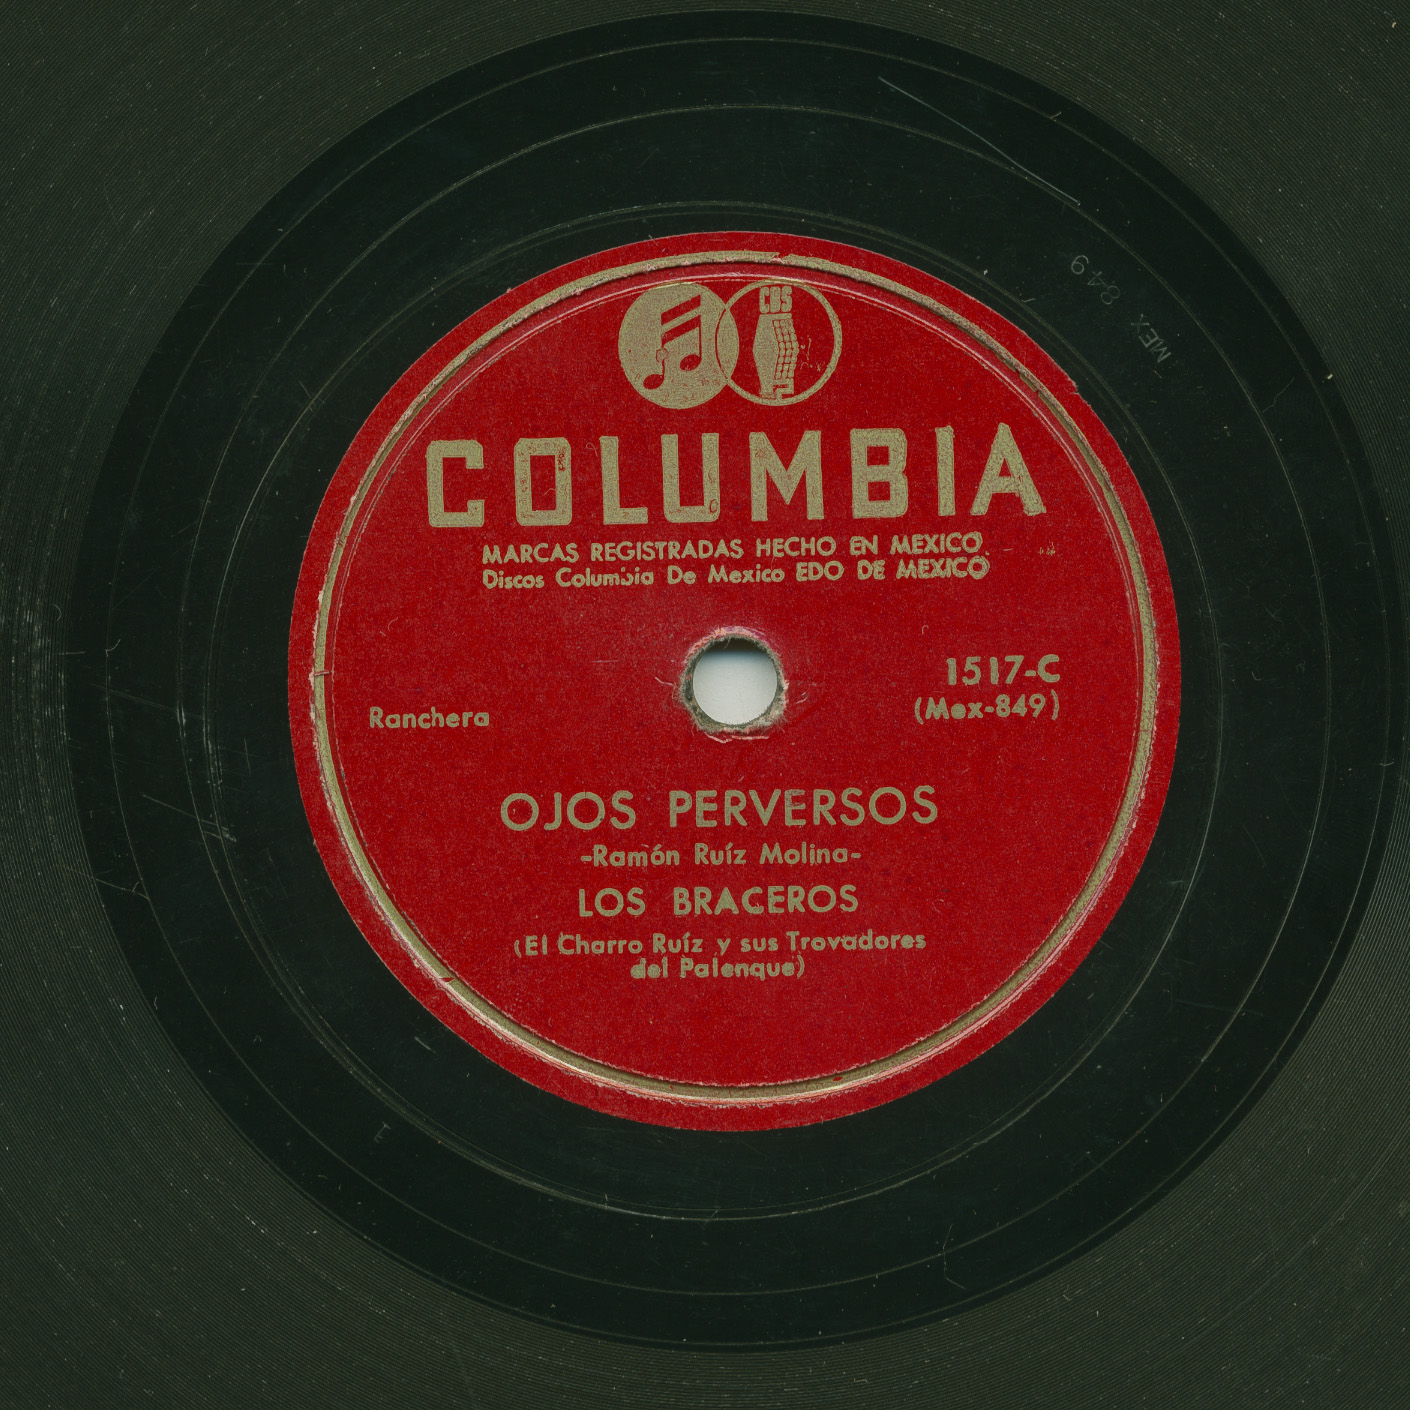 CBS
COLUMBIA
MARCAS REGISTRADAS HECHO EN MEXICO
Discos Columbia De Mexico EDO DE MEXICO
1517-C
(Mex-849)
Ranchera
OJOS PERVERSOS
-Ramón Ruíz Molina-
LOS BRACEROS
(El Charro Ruíz y sus Trovadores
del Palenque)
MEX 849